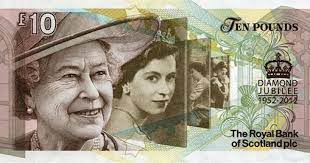 £10
TEN POUNDS
DIAMOND
JUBILEE
1952-2012
The Royal Bank
of Scotland plc